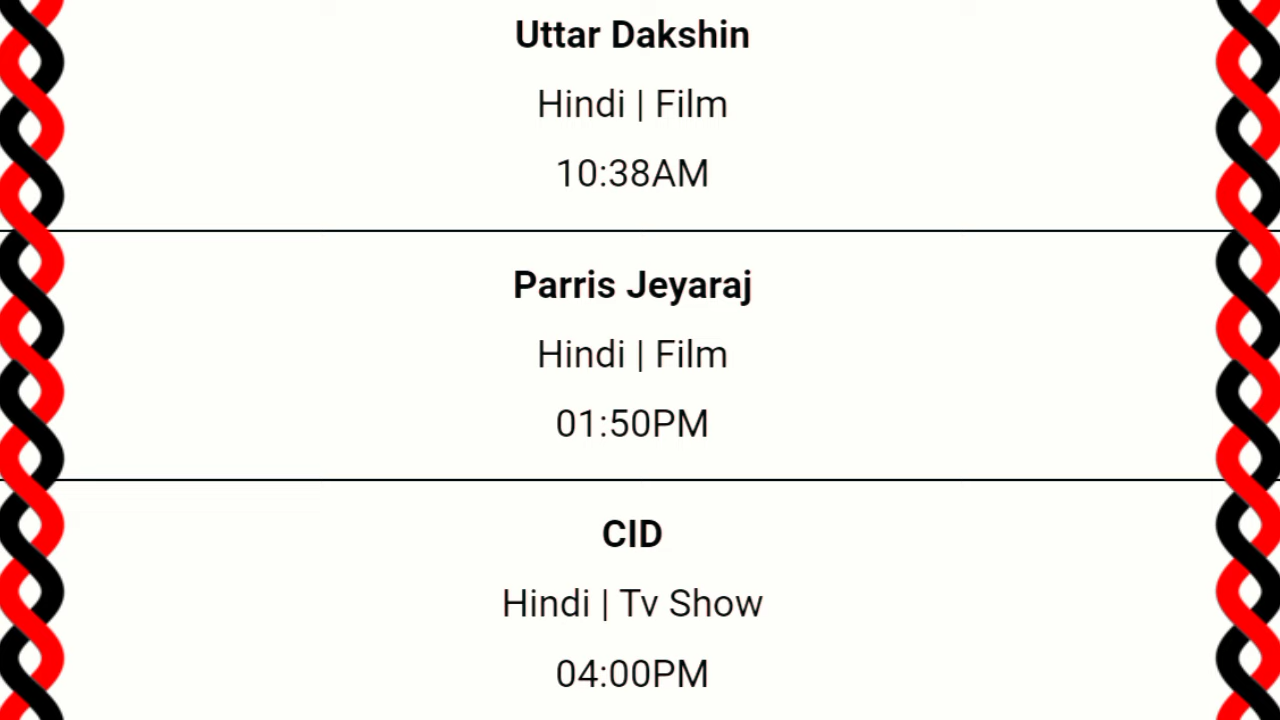 Uttar Dakshin
Hindi | Film
10:38AM
Parris Jeyaraj
Hindi | Film
01:50PM
CID
Hindi | Tv Show
04:00PM